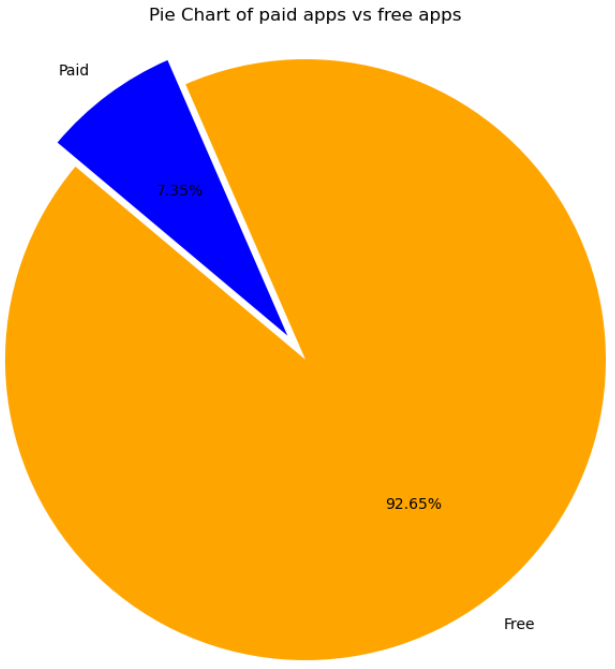 Pie Chart of paid apps vs free apps
Paid
7.35%
92.65%
Free